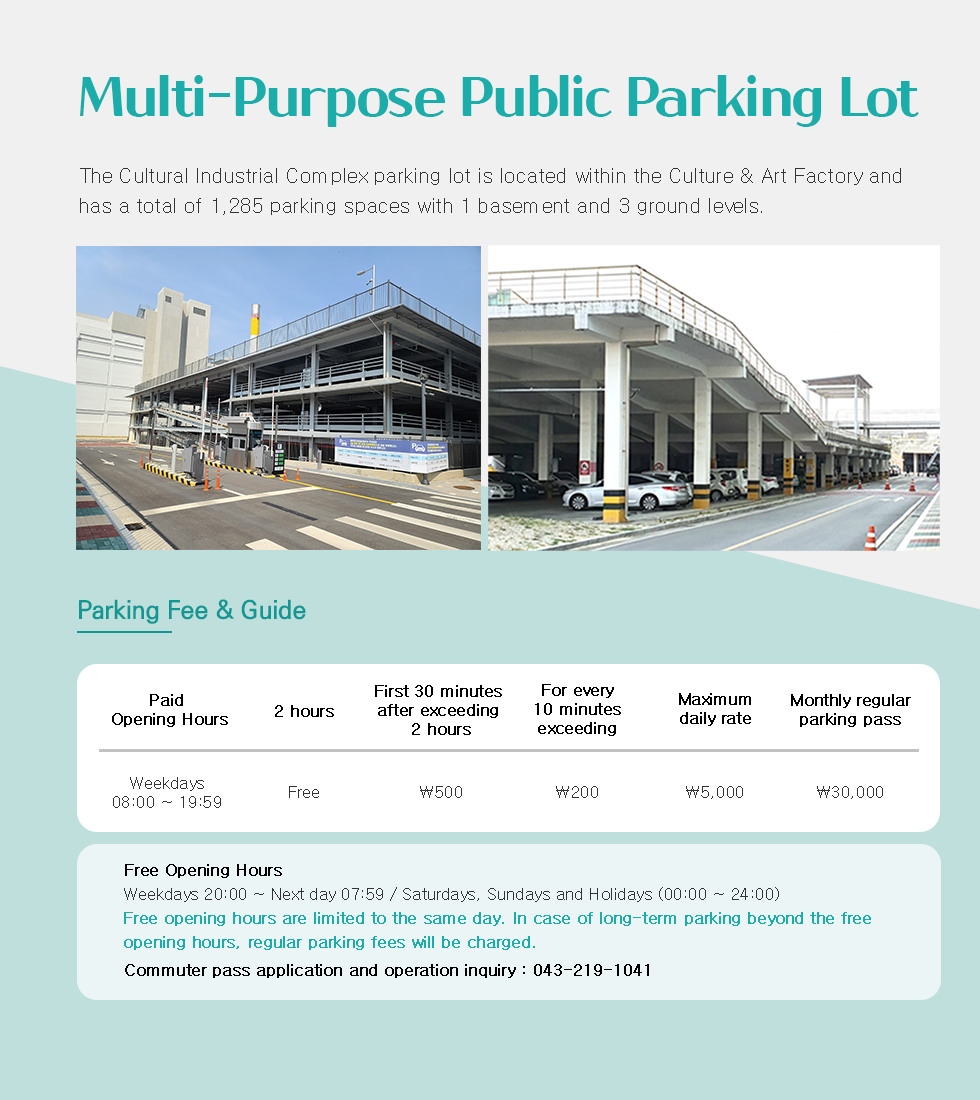 Multi-Purpose Public Parking Lot
The Cultural Industrial Complex parking lot is located within the Culture & Art Factory and
has a total of 1,285 parking spaces with 1 basement and 3 ground levels.
Parking Fee & Guide
Paid
Opening Hours
2 hours
First 30 minutes
after exceeding
2 hours
For every
10 minutes
exceeding
Maximum
daily rate
Monthly regular
parking pass
Weekdays
08:00 ~ 19:59
Free
₩500
₩200
₩5,000
₩30,000
Free Opening Hours
Weekdays 20:00 ~ Next day 07:59 / Saturdays, Sundays and Holidays (00:00 ~ 24:00)
Free opening hours are limited to the same day. In case of long-term parking beyond the free
opening hours, regular parking fees will be charged.
Commuter pass application and operation inquiry : 043-219-1041